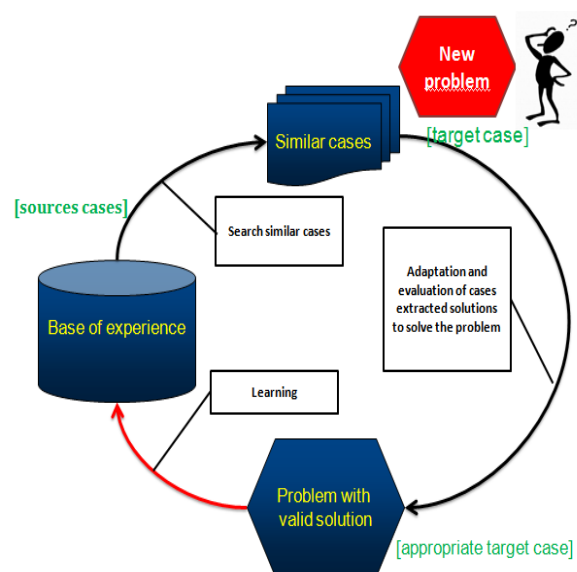 New
problem
?
[target case]
Similar cases
[sources cases]
Search similar cases
Adaptation and
evaluation of cases
extracted solutions
to solve the problem
Base of experience
Learning
Problem with
valid solution
[appropriate target case]